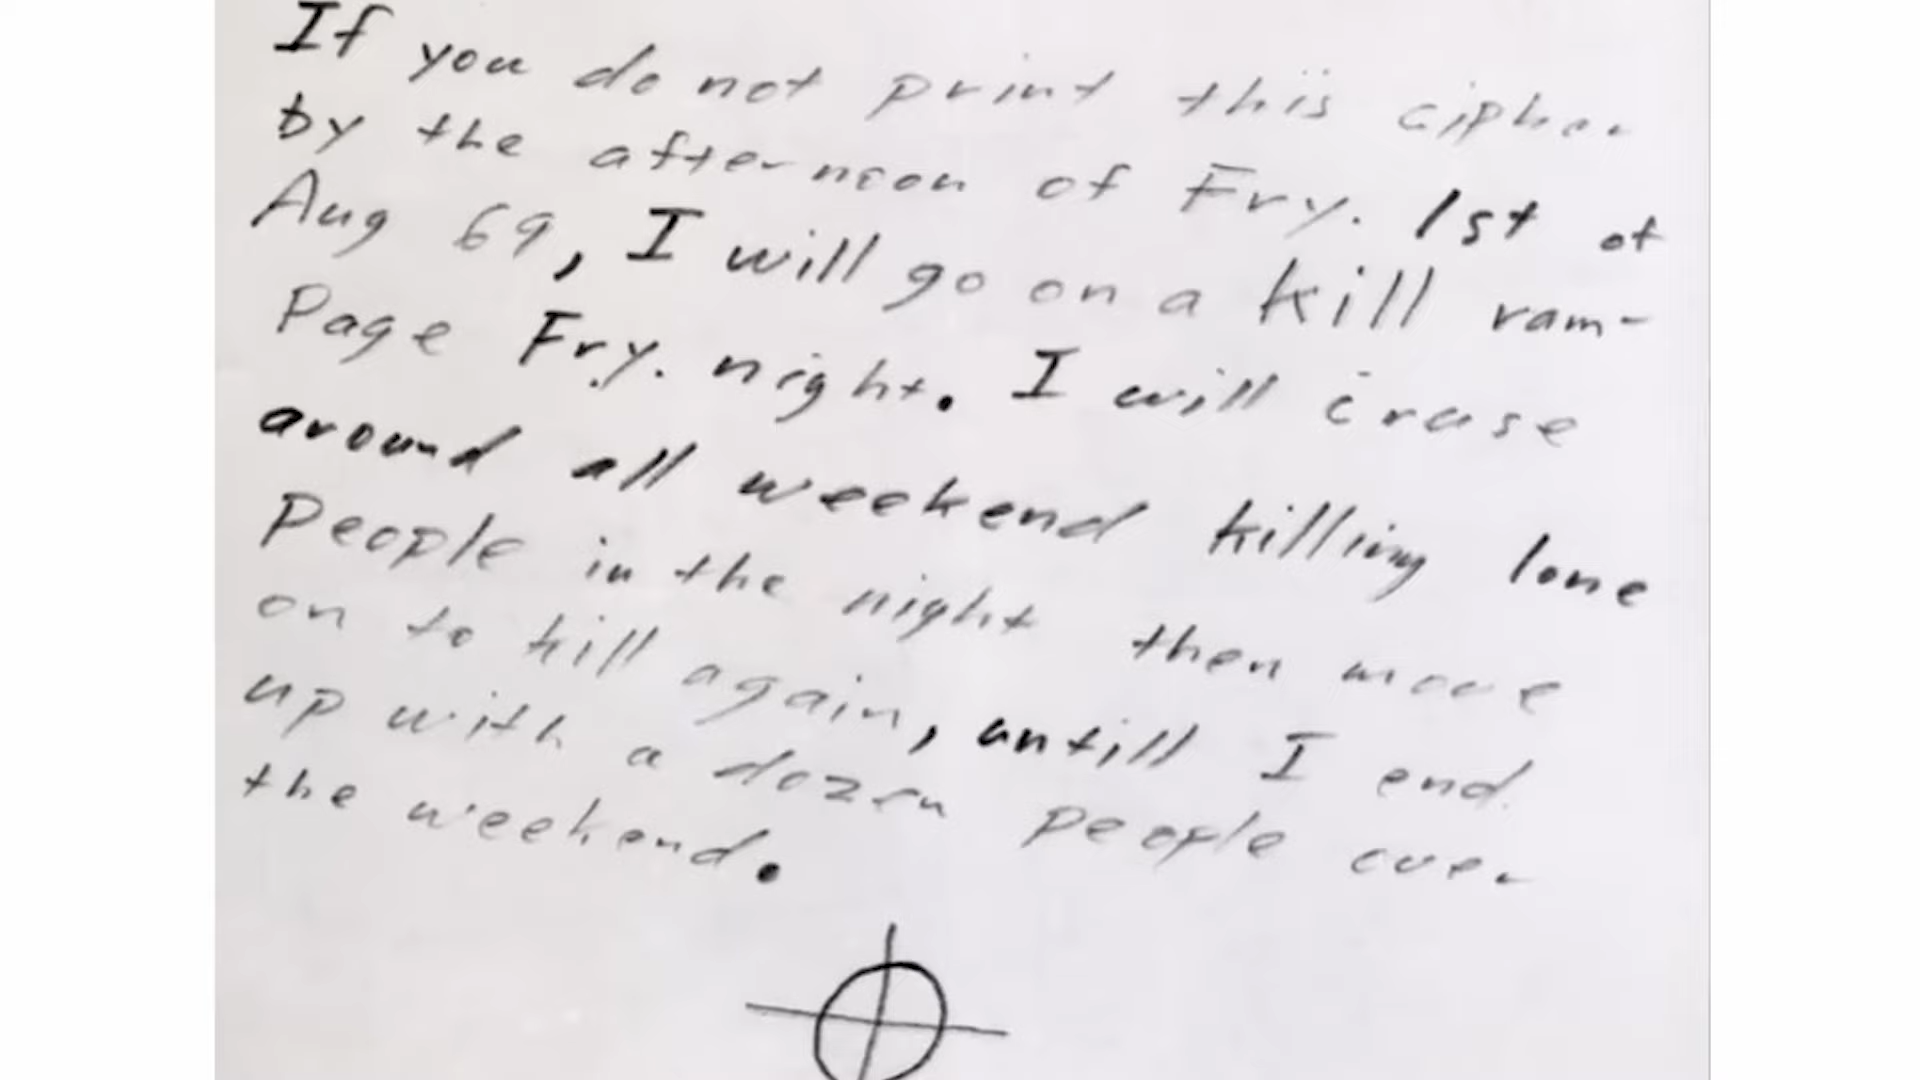 If you do not print this cipher
by the afternoon of Fry. 1st of
Aug 69, I will go on a kill ram-
Page Fry. night. I will cruse
around all weekend killing lone
people in the night then move
on to kill again, untill I end
up with a dozen people over
the weekend.